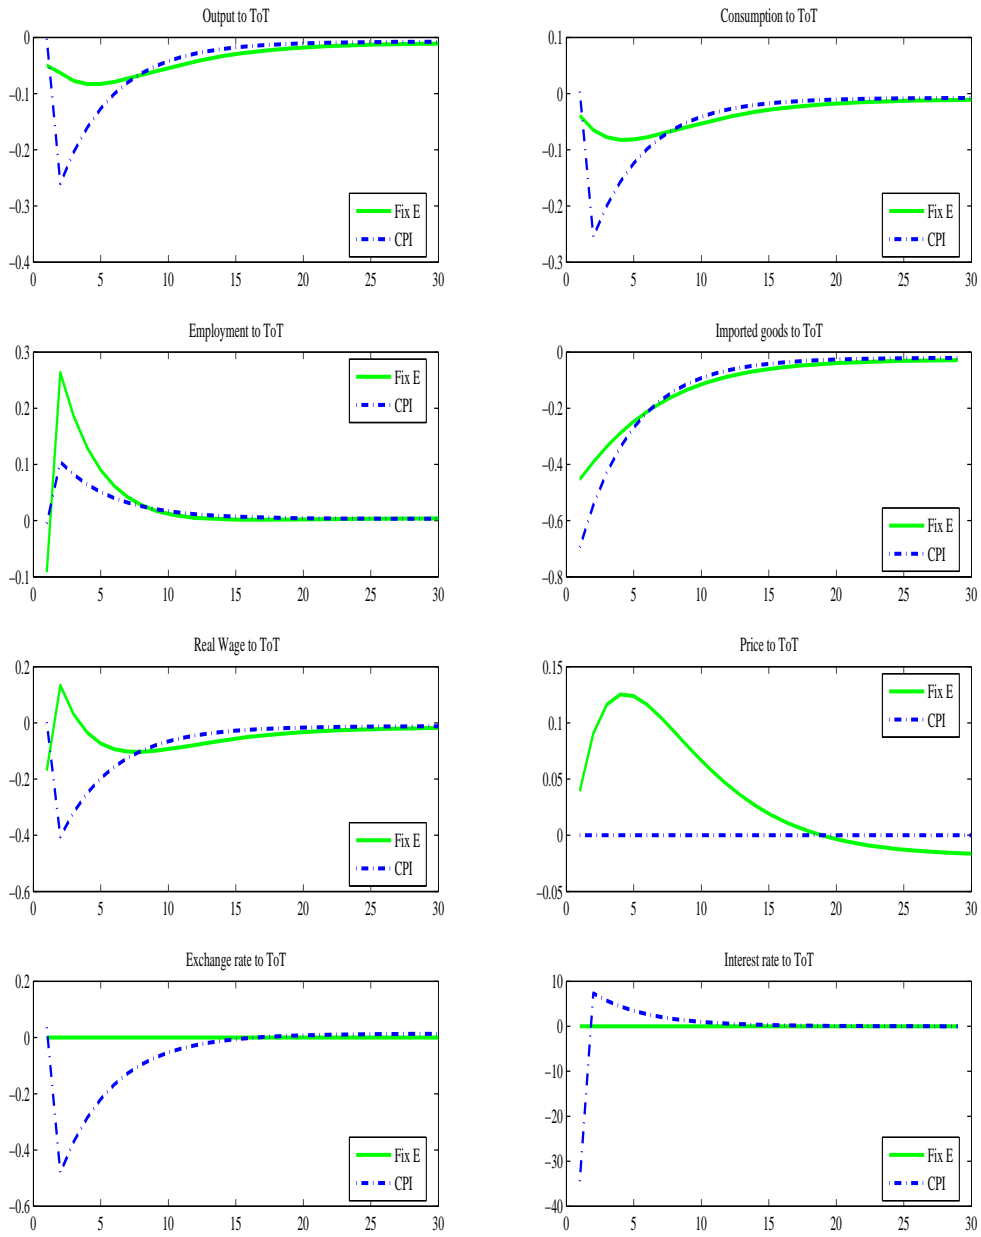 Output to ToT
0
−0.1
−0.2
−0.3
−0.4
0 5 10 15 20 25 30
Fix E
CPI
Consumption to ToT
0.1
0
−0.1
−0.2
−0.3
0 5 10 15 20 25 30
Fix E
CPI
Employment to ToT
0.3
0.2
0.1
0
−0.1
0 5 10 15 20 25 30
Fix E
CPI
Imported goods to ToT
0
−0.2
−0.4
−0.6
−0.8
0 5 10 15 20 25 30
Fix E
CPI
Real Wage to ToT
0.2
0
−0.2
−0.4
−0.6
0 5 10 15 20 25 30
Fix E
CPI
Price to ToT
0.15
0.1
0.05
0
−0.05
0 5 10 15 20 25 30
Fix E
CPI
Exchange rate to ToT
0.2
0
−0.2
−0.4
−0.6
0 5 10 15 20 25 30
Fix E
CPI
Interest rate to ToT
10
0
−10
−20
−30
−40
0 5 10 15 20 25 30
Fix E
CPI